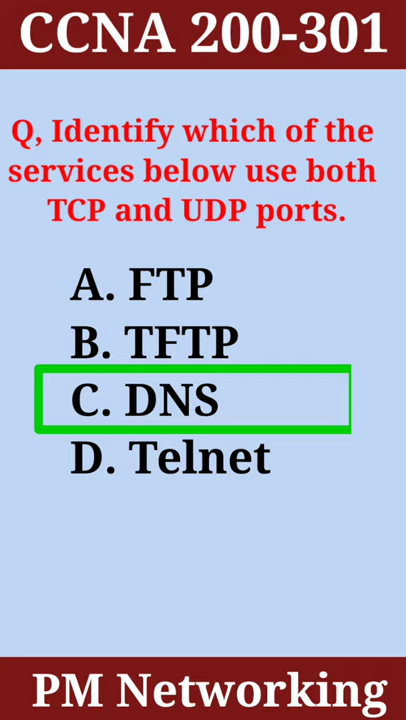 CCNA 200-301
Q, Identify which of the
services below use both
TCP and UDP ports.
A. FTP
B. TFTP
C. DNS
D. Telnet
PM Networking